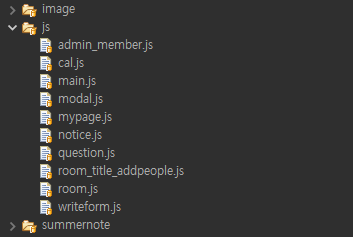 image
js
admin_member.js
cal.js
main.js
modal.js
mypage.js
notice.js
question.js
room_title_addpeople.js
room.js
writeform.js
summernote